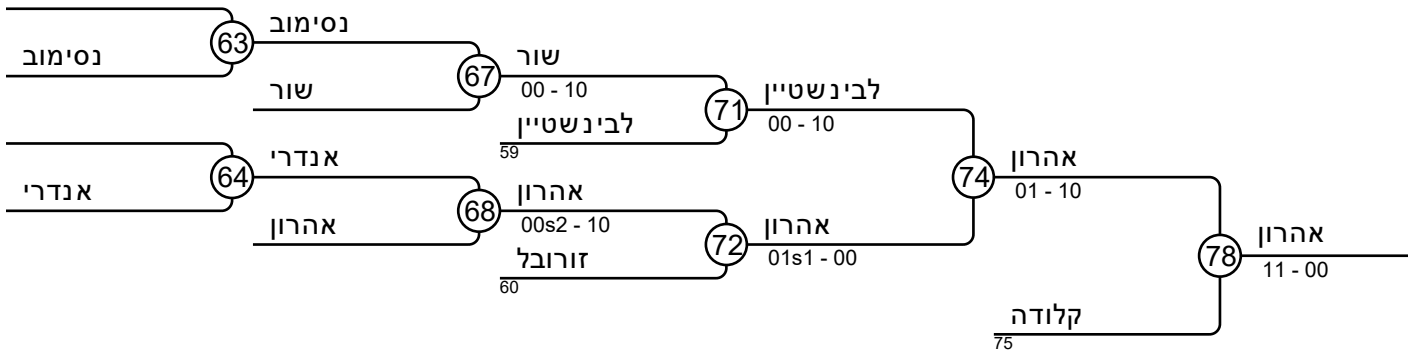 נסימוב
63
נסימוב
שור
67
שור
00 - 10
לבינשטיין
59
71
לבינשטיין
00 - 10
אנדרי
64
אנדרי
אהרון
68
אהרון
00s2 - 10
זורובל
60
72
אהרון
01s1 - 00
74
אהרון
01 - 10
קלודה
75
78
אהרון
11 - 00